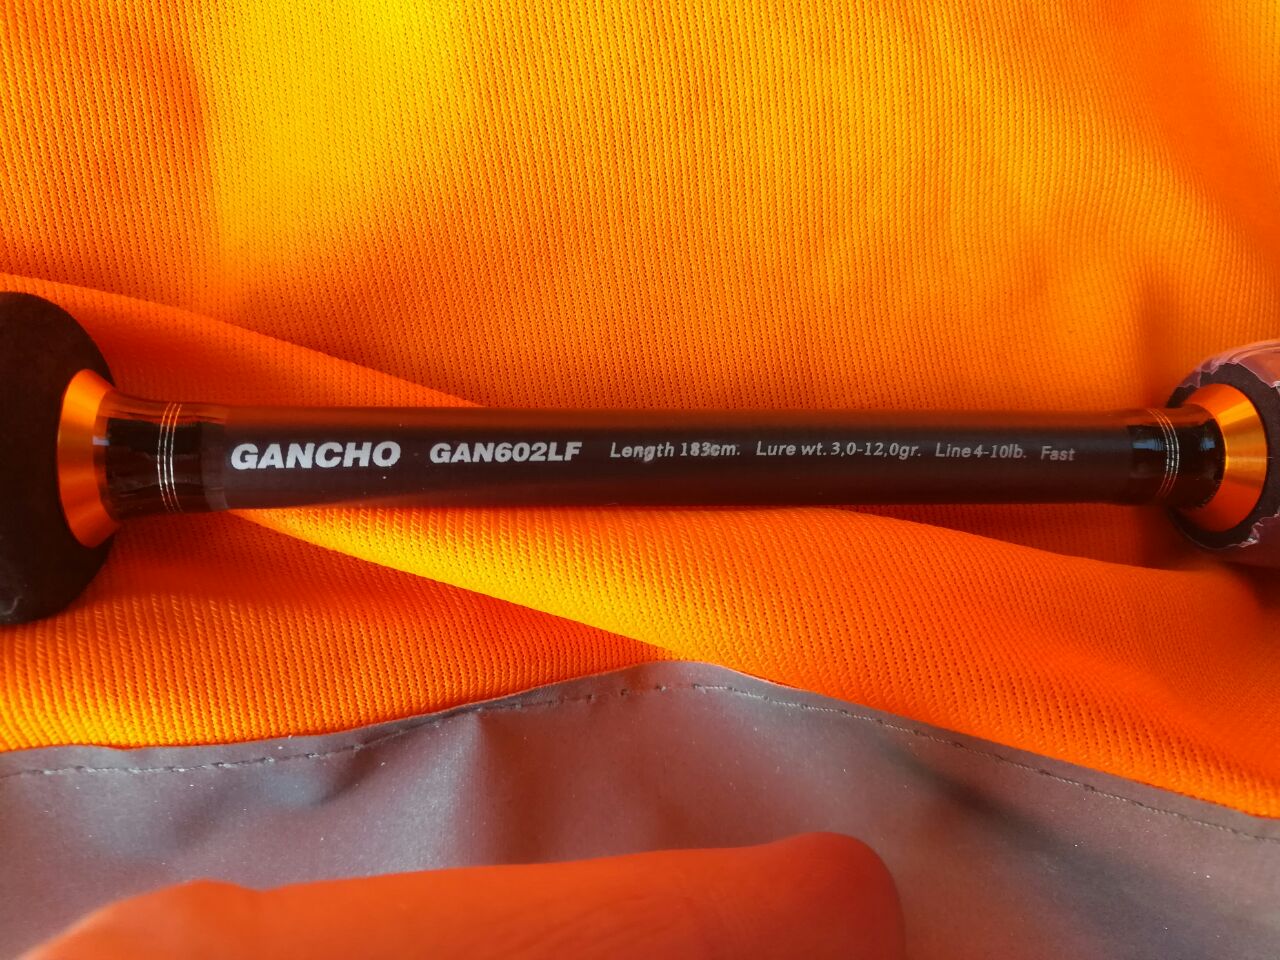 GANCHO GAN602LF Length 183cm. Lure wt. 3,0-12,0gr. Line 4-10lb. Fast